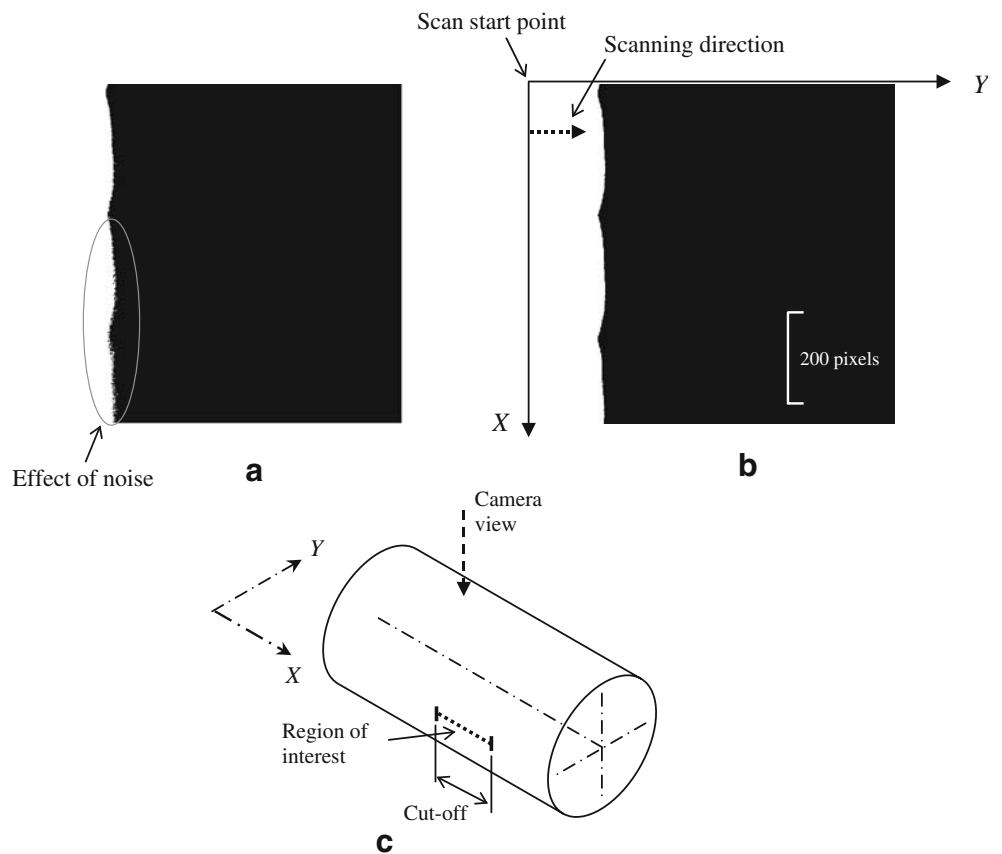 Scan start point
Scanning direction
Y
X
200 pixels
Effect of noise
a
b
Camera
view
Y
X
Region of
interest
Cut-off
c